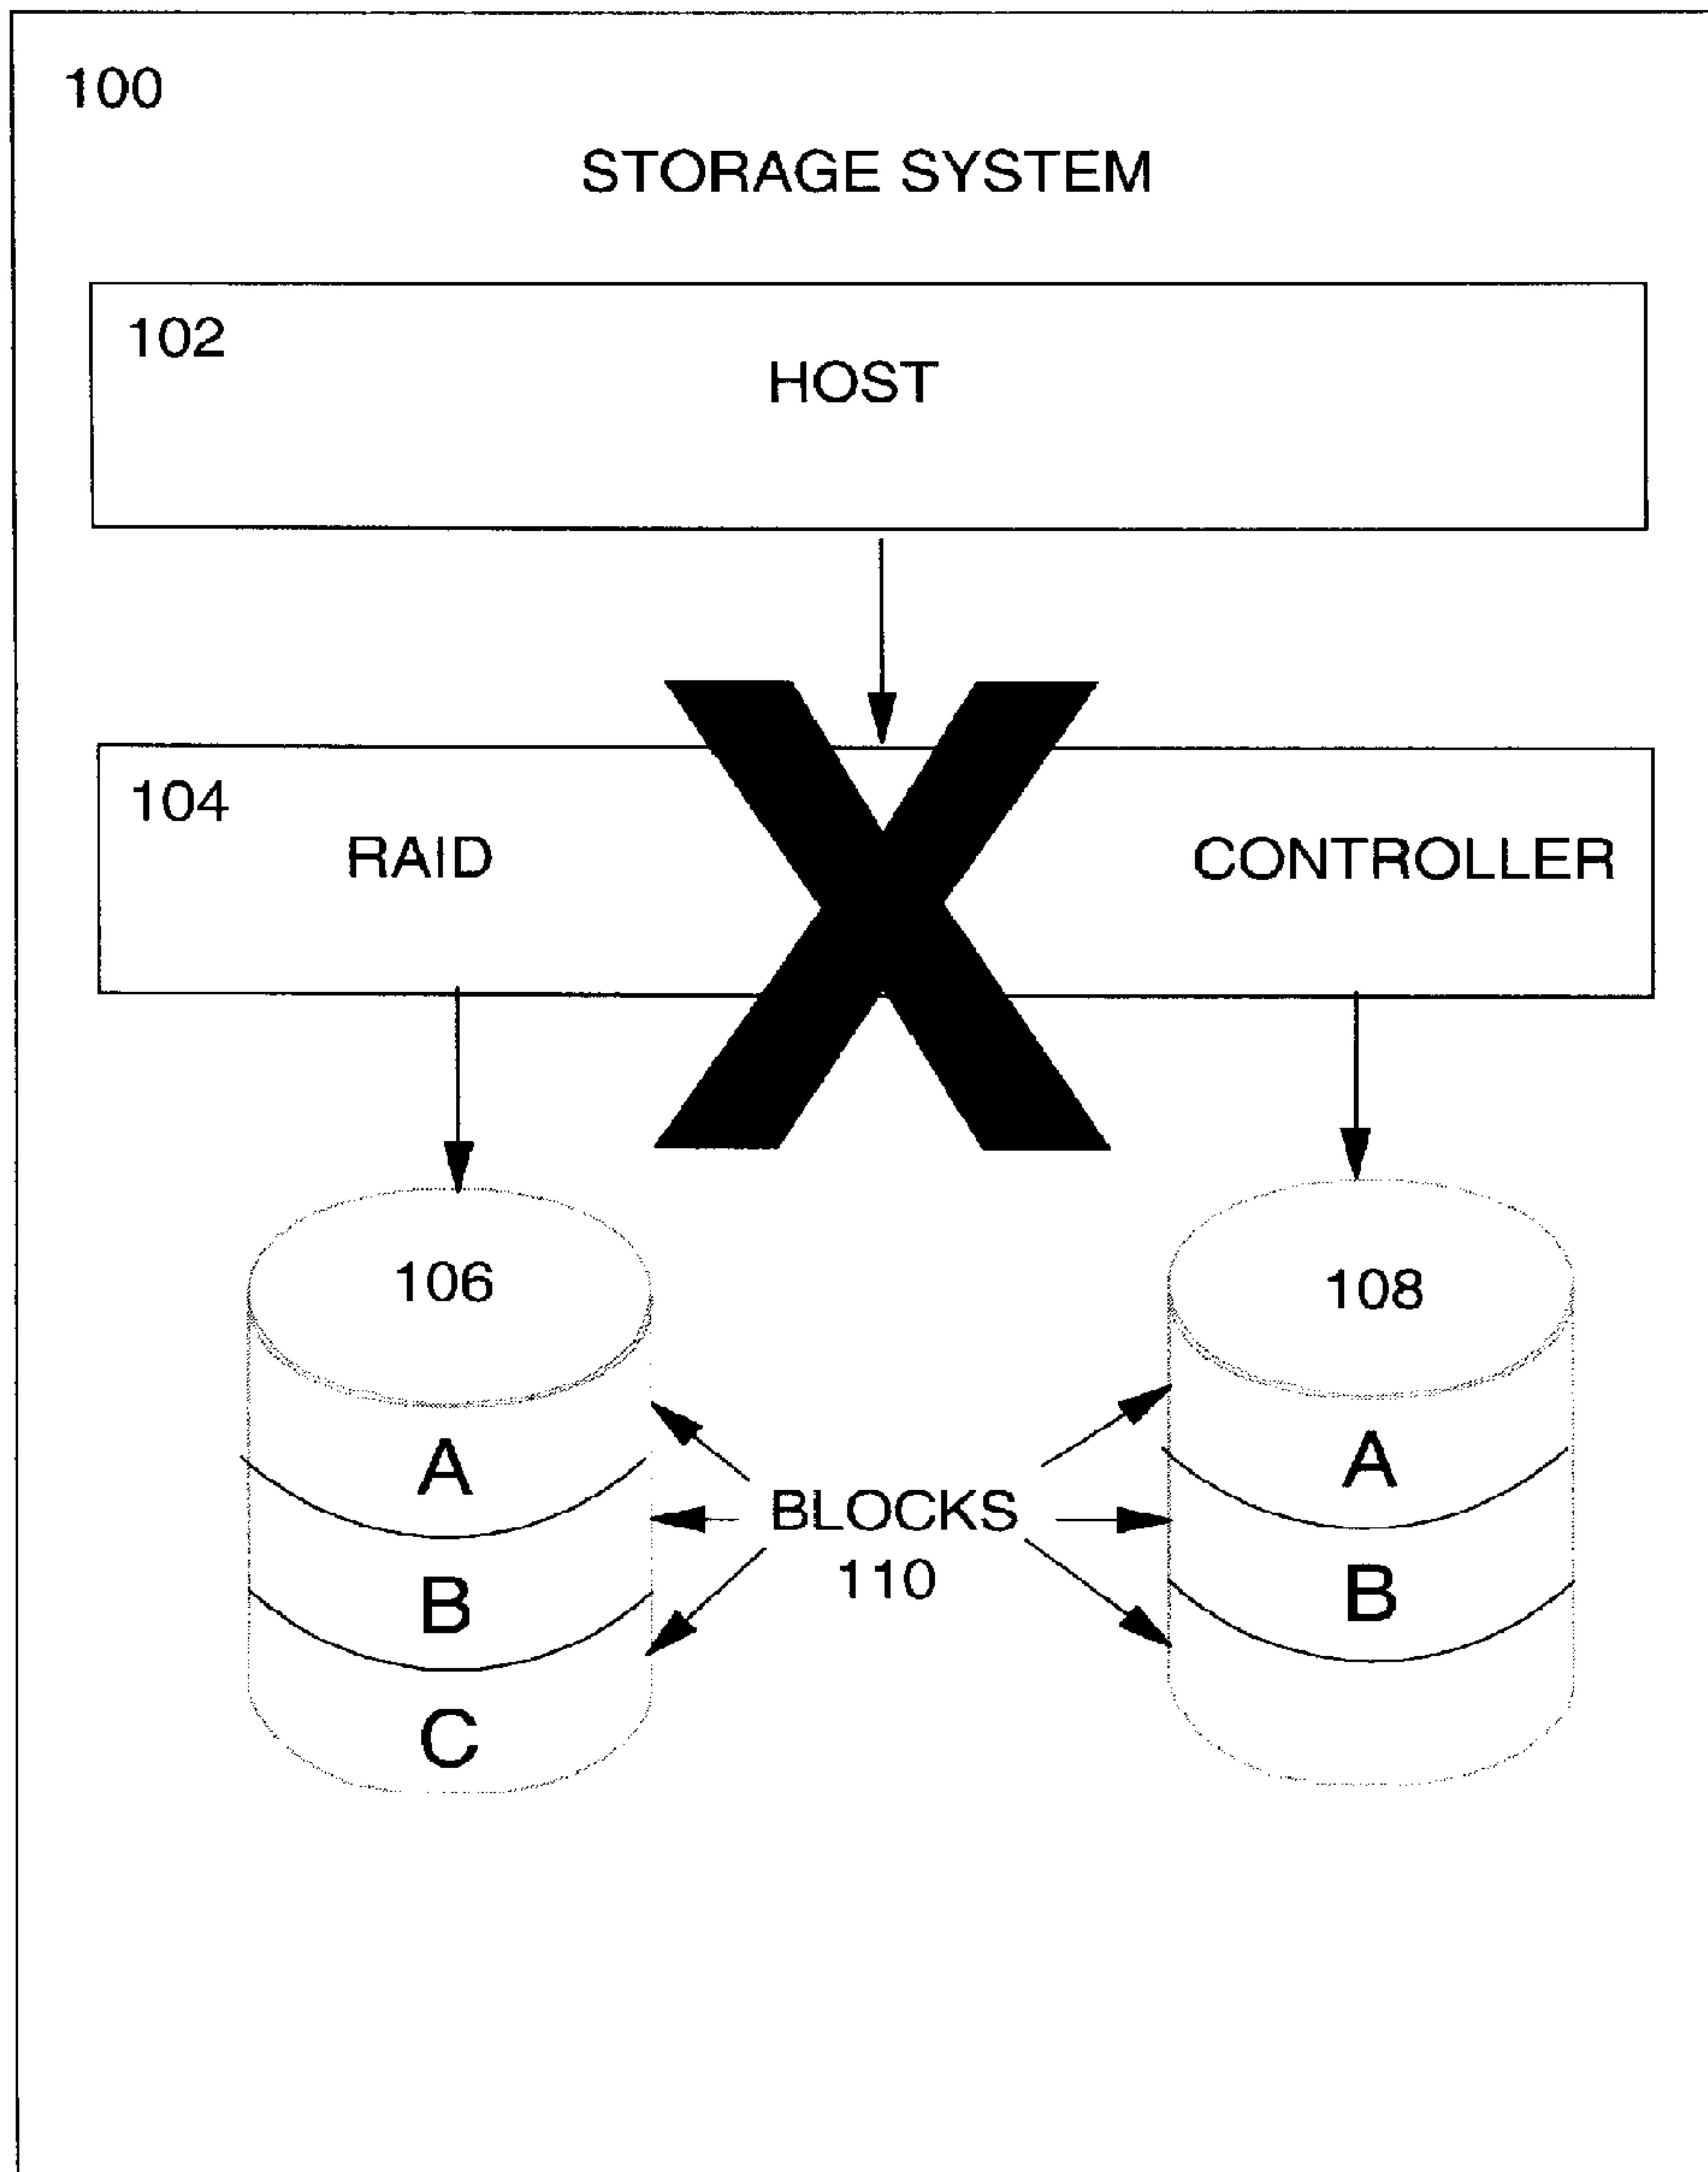 100
STORAGE SYSTEM
102
HOST
104
RAID CONTROLLER
106
108
A
A
BLOCKS
110
B
B
C